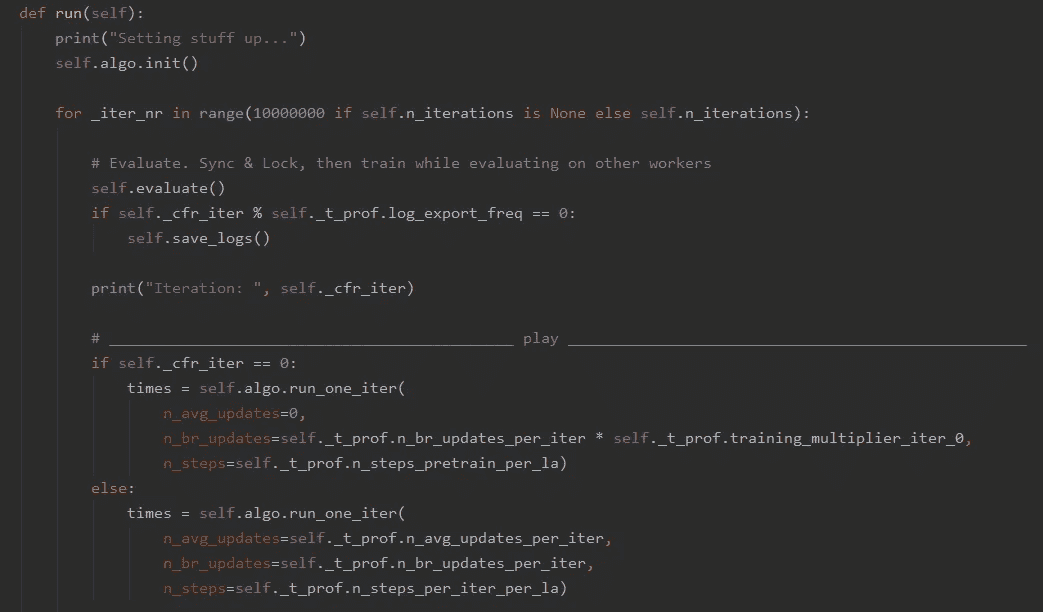 def run(self):
    print("Setting stuff up...")
    self.algo.init()

    for _iter_nr in range(10000000 if self.n_iterations is None else self.n_iterations):

        # Evaluate. Sync & Lock, then train while evaluating on other workers
        self.evaluate()
        if self._cfr_iter % self._t_prof.log_export_freq == 0:
            self.save_logs()

        print("Iteration: ", self._cfr_iter)

        # _____________________________________________ play ___________________________________________________
        if self._cfr_iter == 0:
            times = self.algo.run_one_iter(
                n_avg_updates=0,
                n_br_updates=self._t_prof.n_br_updates_per_iter * self._t_prof.training_multiplier_iter_0,
                n_steps=self._t_prof.n_steps_pretrain_per_la)
        else:
            times = self.algo.run_one_iter(
                n_avg_updates=self._t_prof.n_avg_updates_per_iter,
                n_br_updates=self._t_prof.n_br_updates_per_iter,
                n_steps=self._t_prof.n_steps_per_iter_per_la)